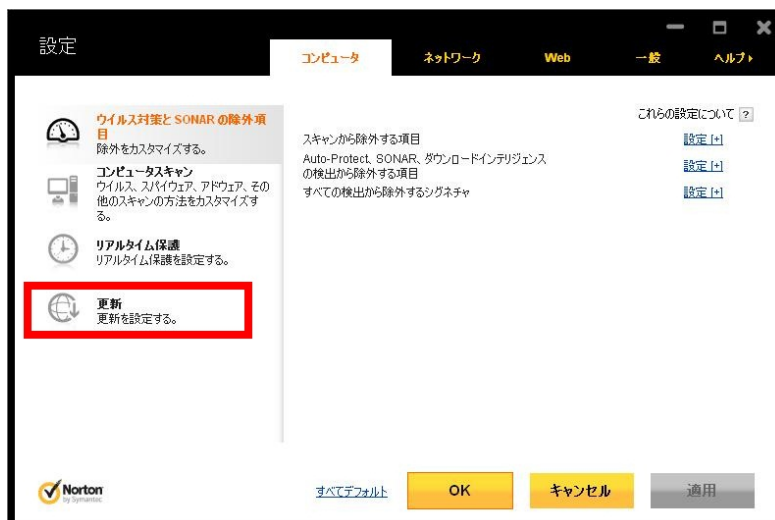 設定
コンピュータ
ネットワーク
Web
一般
ヘルプ
これらの設定について ?
ウイルス対策と SONAR の除外項
目
除外をカスタマイズする。
コンピュータスキャン
ウイルス、スパイウェア、アドウェア、その
他のスキャンの方法をカスタマイズす
る。
リアルタイム保護
リアルタイム保護を設定する。
更新
更新を設定する。
スキャンから除外する項目
設定 [+]
Auto-Protect、SONAR、ダウンロードインテリジェンス
の検出から除外する項目
設定 [+]
すべての検出から除外するシグネチャ
設定 [+]
Norton
by Symantec
すべてデフォルト
OK
キャンセル
適用